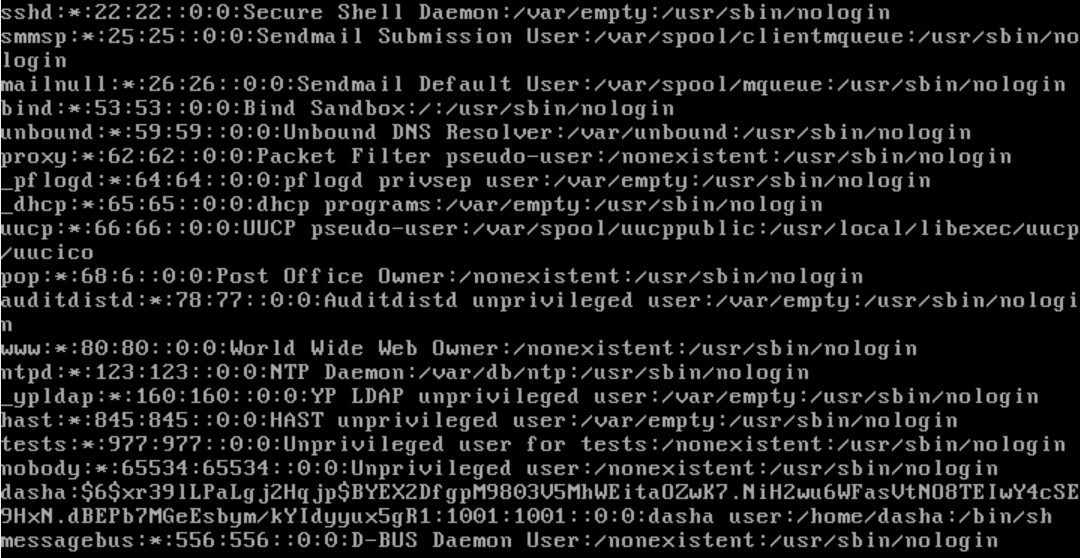 sshd:*:22:22::0:0:Secure Shell Daemon:/var/empty:/usr/sbin/nologin
smmsp:*:25:25::0:0:Sendmail Submission User:/var/spool/clientmqueue:/usr/sbin/no
login
mailnull:*:26:26::0:0:Sendmail Default User:/var/spool/mqueue:/usr/sbin/nologin
bind:*:53:53::0:0:Bind Sandbox:/:/usr/sbin/nologin
unbound:*:59:59::0:0:Unbound DNS Resolver:/var/unbound:/usr/sbin/nologin
proxy:*:62:62::0:0:Packet Filter pseudo-user:/nonexistent:/usr/sbin/nologin
_pflogd:*:64:64::0:0:pflogd privsep user:/var/empty:/usr/sbin/nologin
_dhcp:*:65:65::0:0:dhcp programs:/var/empty:/usr/sbin/nologin
uucp:*:66:66::0:0:UUCP pseudo-user:/var/spool/uucppublic:/usr/local/libexec/uucp
/uucico
pop:*:68:6::0:0:Post Office Owner:/nonexistent:/usr/sbin/nologin
auditdistd:*:78:77::0:0:Auditdistd unprivileged user:/var/empty:/usr/sbin/nologi
n
www:*:80:80::0:0:World Wide Web Owner:/nonexistent:/usr/sbin/nologin
ntpd:*:123:123::0:0:NTP Daemon:/var/db/ntp:/usr/sbin/nologin
_ypldap:*:160:160::0:0:YP LDAP unprivileged user:/var/empty:/usr/sbin/nologin
hast:*:845:845::0:0:HAST unprivileged user:/var/empty:/usr/sbin/nologin
tests:*:977:977::0:0:Unprivileged user for tests:/nonexistent:/usr/sbin/nologin
nobody:*:65534:65534::0:0:Unprivileged user:/nonexistent:/usr/sbin/nologin
dasha:$6$xr39lLPaLgj2Hqjp$BYEX2DfgpM9803V5MhWEitaOZwK7.NiH2wu6WFasVtNO8TEIwY4cSE
9HxN.dBEPb7MGeEsbym/kYIdyyux5gR1:1001:1001::0:0:dasha user:/home/dasha:/bin/sh
messagebus:*:556:556::0:0:D-BUS Daemon User:/nonexistent:/usr/sbin/nologin